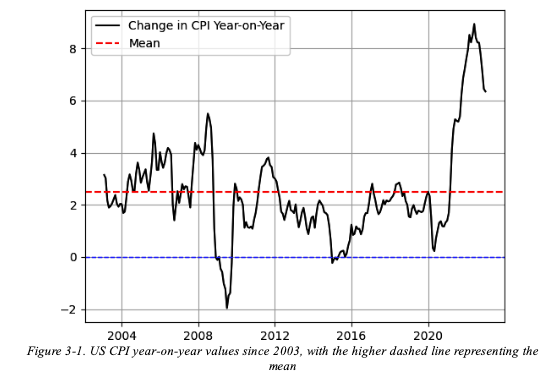 Change in CPI Year-on-Year
Mean
8
6
4
2
0
−2
2004 2008 2012 2016 2020
Figure 3-1. US CPI year-on-year values since 2003, with the higher dashed line representing the
mean